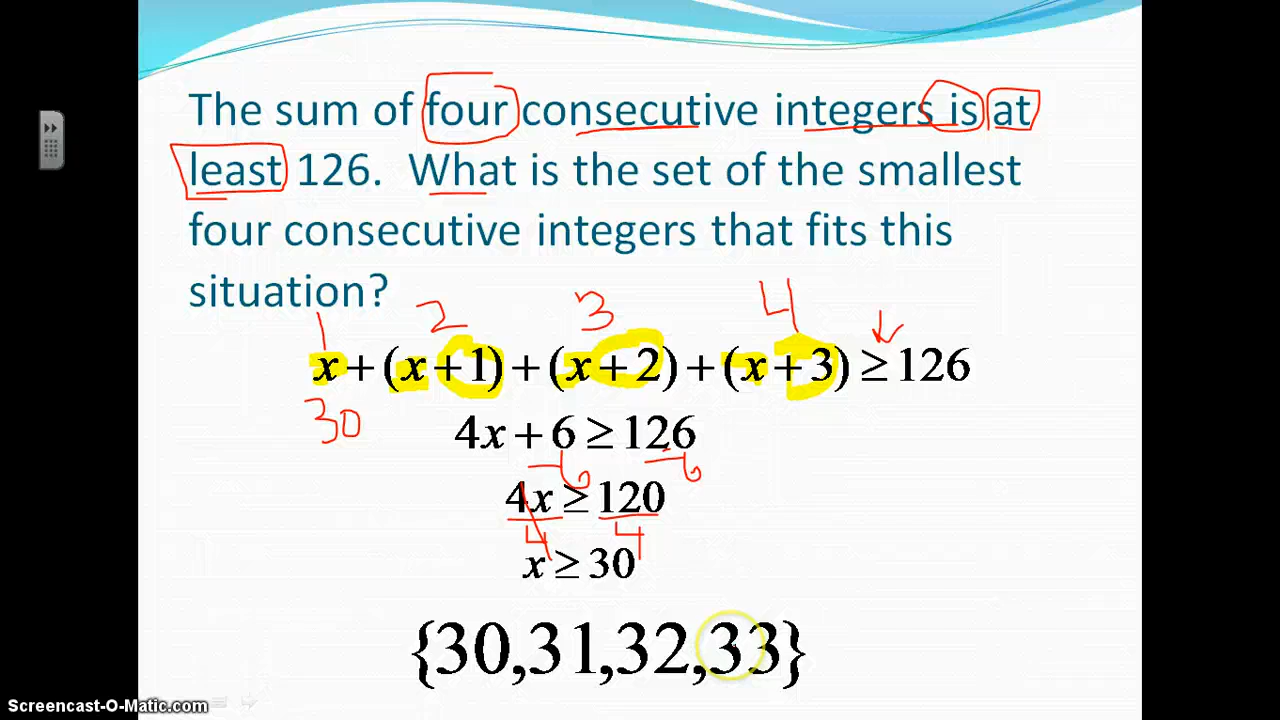 The sum of four consecutive integers is at
least 126. What is the set of the smallest
four consecutive integers that fits this
situation?
1 2 3 4
x + (x + 1) + (x + 2) + (x + 3) ≥ 126
30
4x + 6 ≥ 126
-6 -6
4x ≥ 120
4 4
x ≥ 30
{30,31,32,33}
Screencast-O-Matic.com